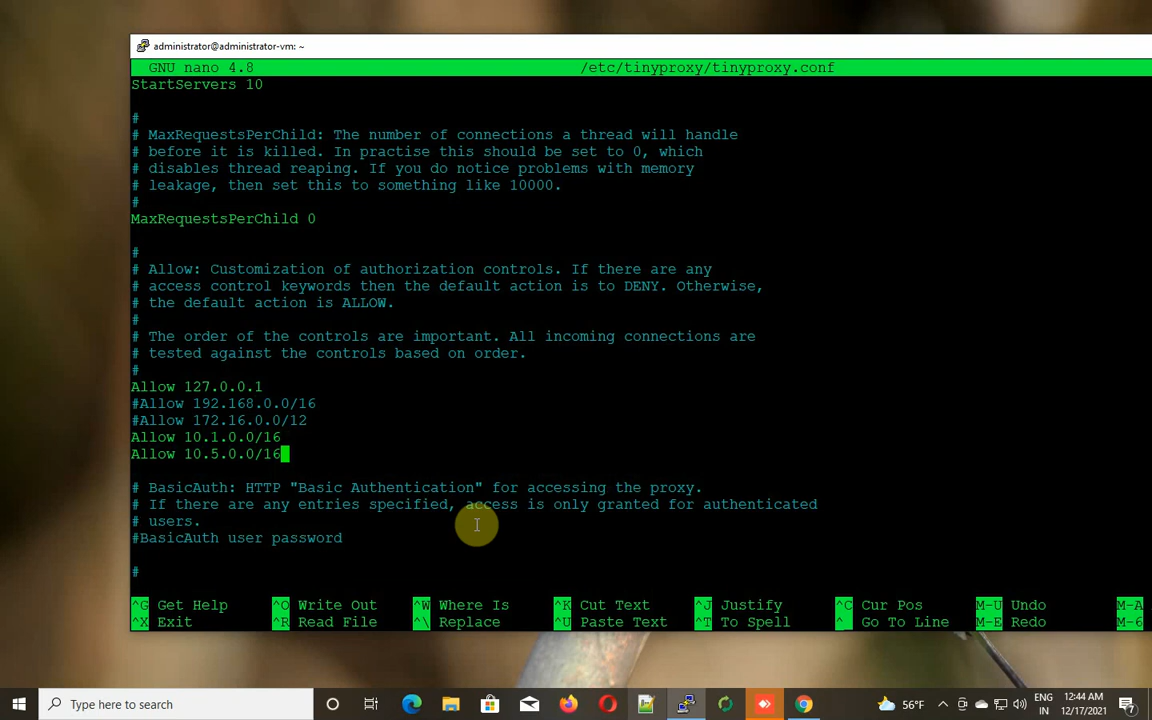 administrator@administrator-vm: ~
GNU nano 4.8 /etc/tinyproxy/tinyproxy.conf
StartServers 10
#
# MaxRequestsPerChild: The number of connections a thread will handle
# before it is killed. In practise this should be set to 0, which
# disables thread reaping. If you do notice problems with memory
# leakage, then set this to something like 10000.
#
MaxRequestsPerChild 0
#
# Allow: Customization of authorization controls. If there are any
# access control keywords then the default action is to DENY. Otherwise,
# the default action is ALLOW.
#
# The order of the controls are important. All incoming connections are
# tested against the controls based on order.
#
Allow 127.0.0.1
#Allow 192.168.0.0/16
#Allow 172.16.0.0/12
Allow 10.1.0.0/16
Allow 10.5.0.0/16
# BasicAuth: HTTP "Basic Authentication" for accessing the proxy.
# If there are any entries specified, access is only granted for authenticated
# users.
#BasicAuth user password
#
^G Get Help ^O Write Out ^W Where Is ^K Cut Text ^J Justify ^C Cur Pos M-U Undo M-A
^X Exit ^R Read File ^\ Replace ^U Paste Text ^T To Spell ^_ Go To Line M-E Redo M-6
Type here to search
56°F
ENG
IN
12:44 AM
12/17/2021
7